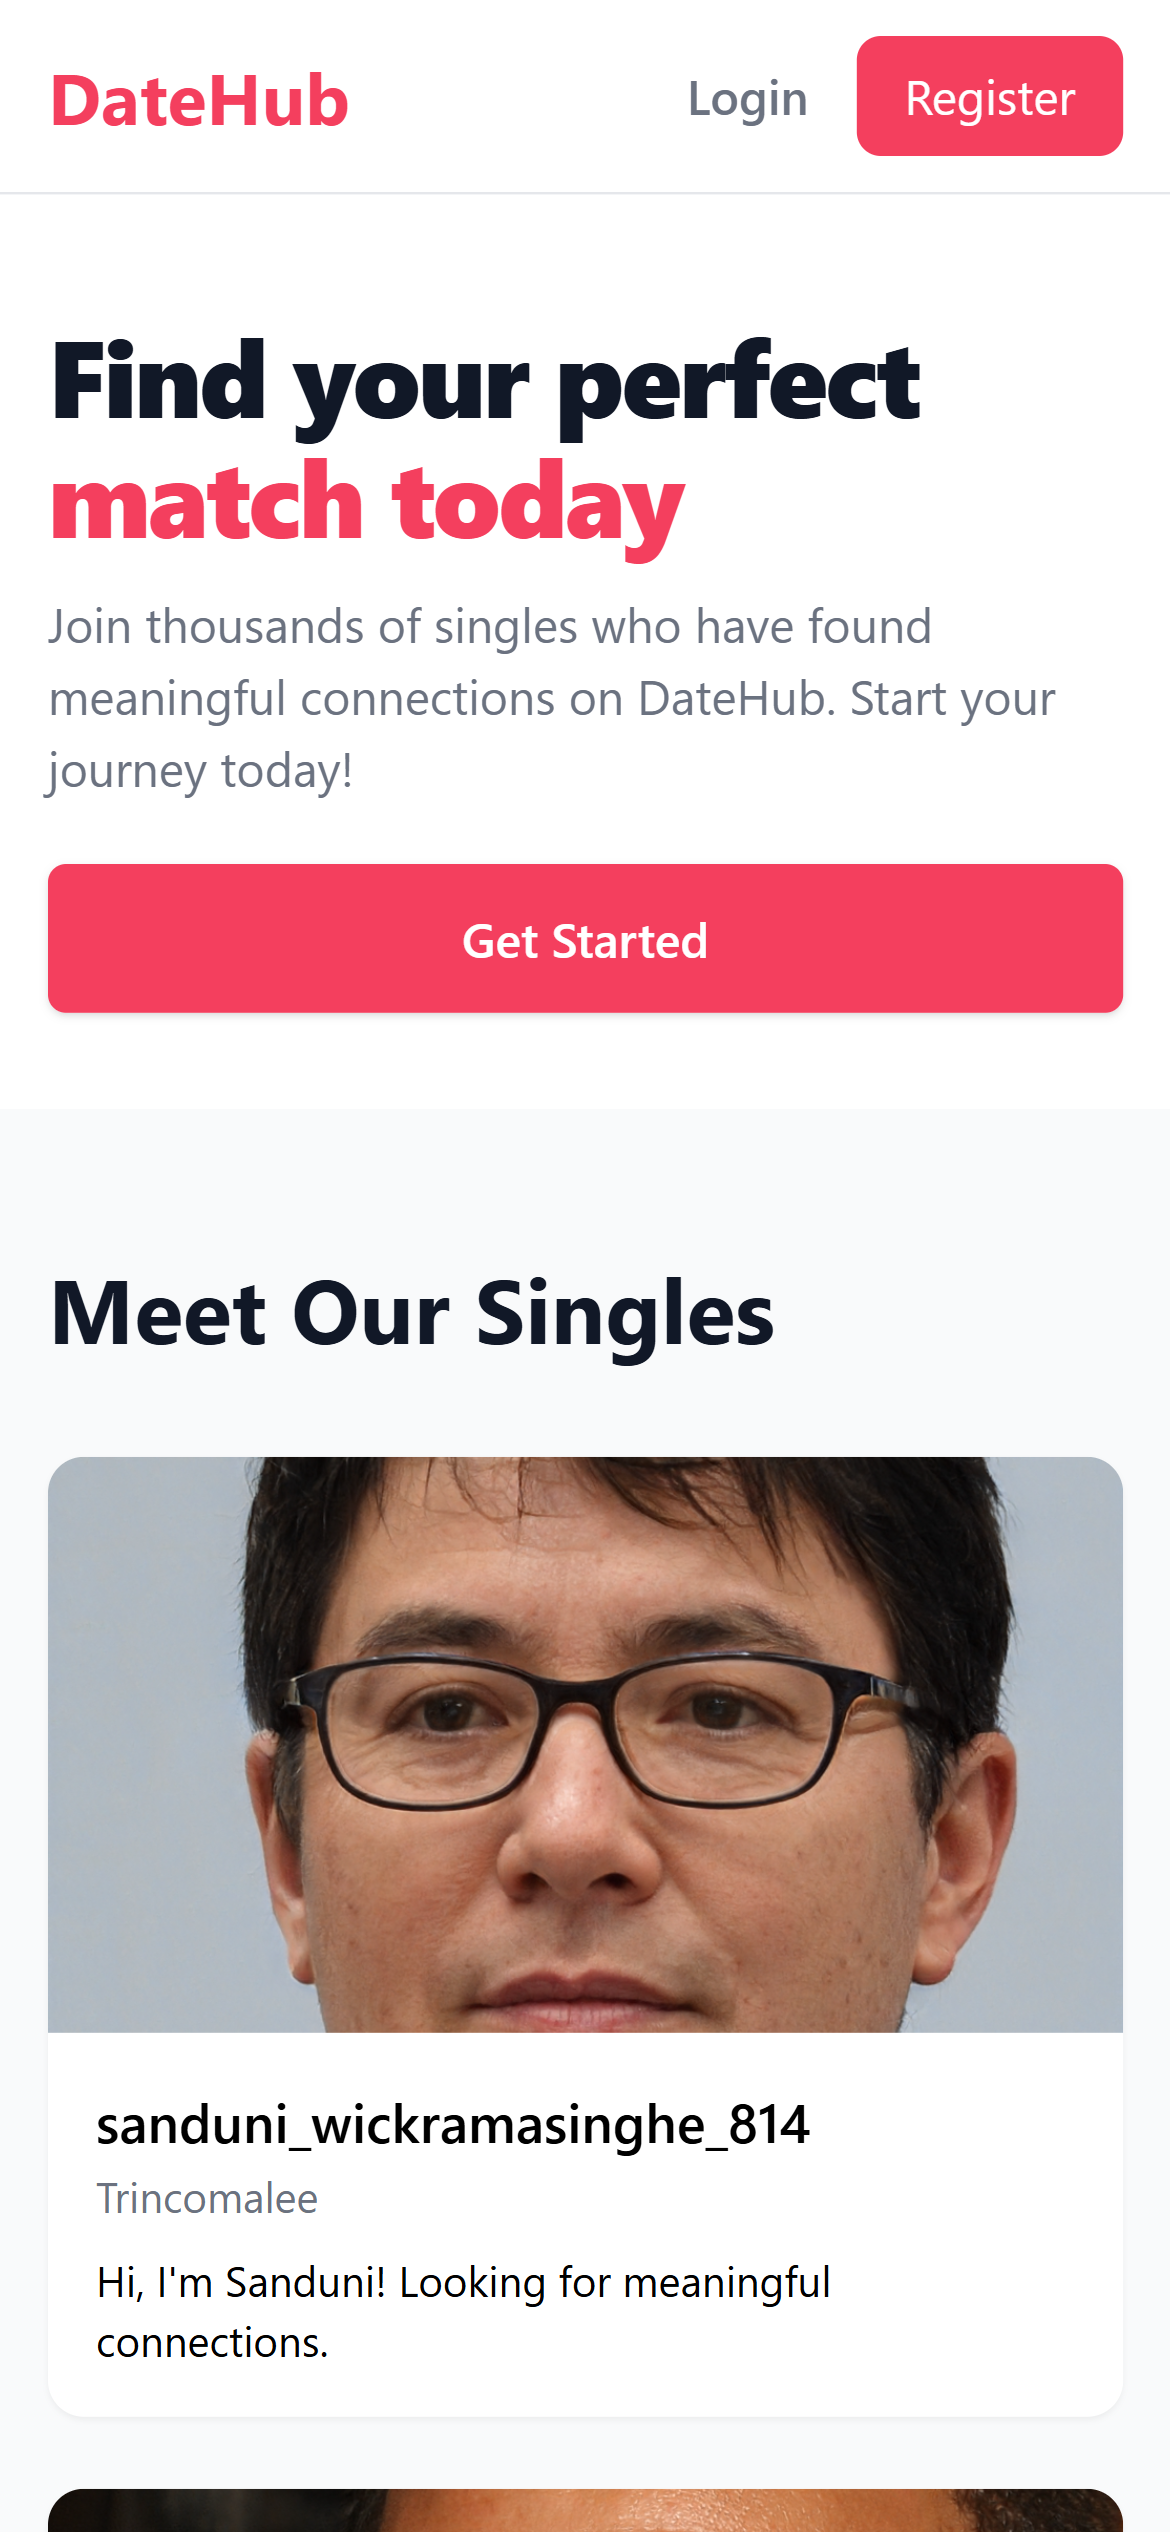 DateHub
Login
Register
Find your perfect
match today
Join thousands of singles who have found
meaningful connections on DateHub. Start your
journey today!
Get Started
Meet Our Singles
sanduni_wickramasinghe_814
Trincomalee
Hi, I'm Sanduni! Looking for meaningful
connections.